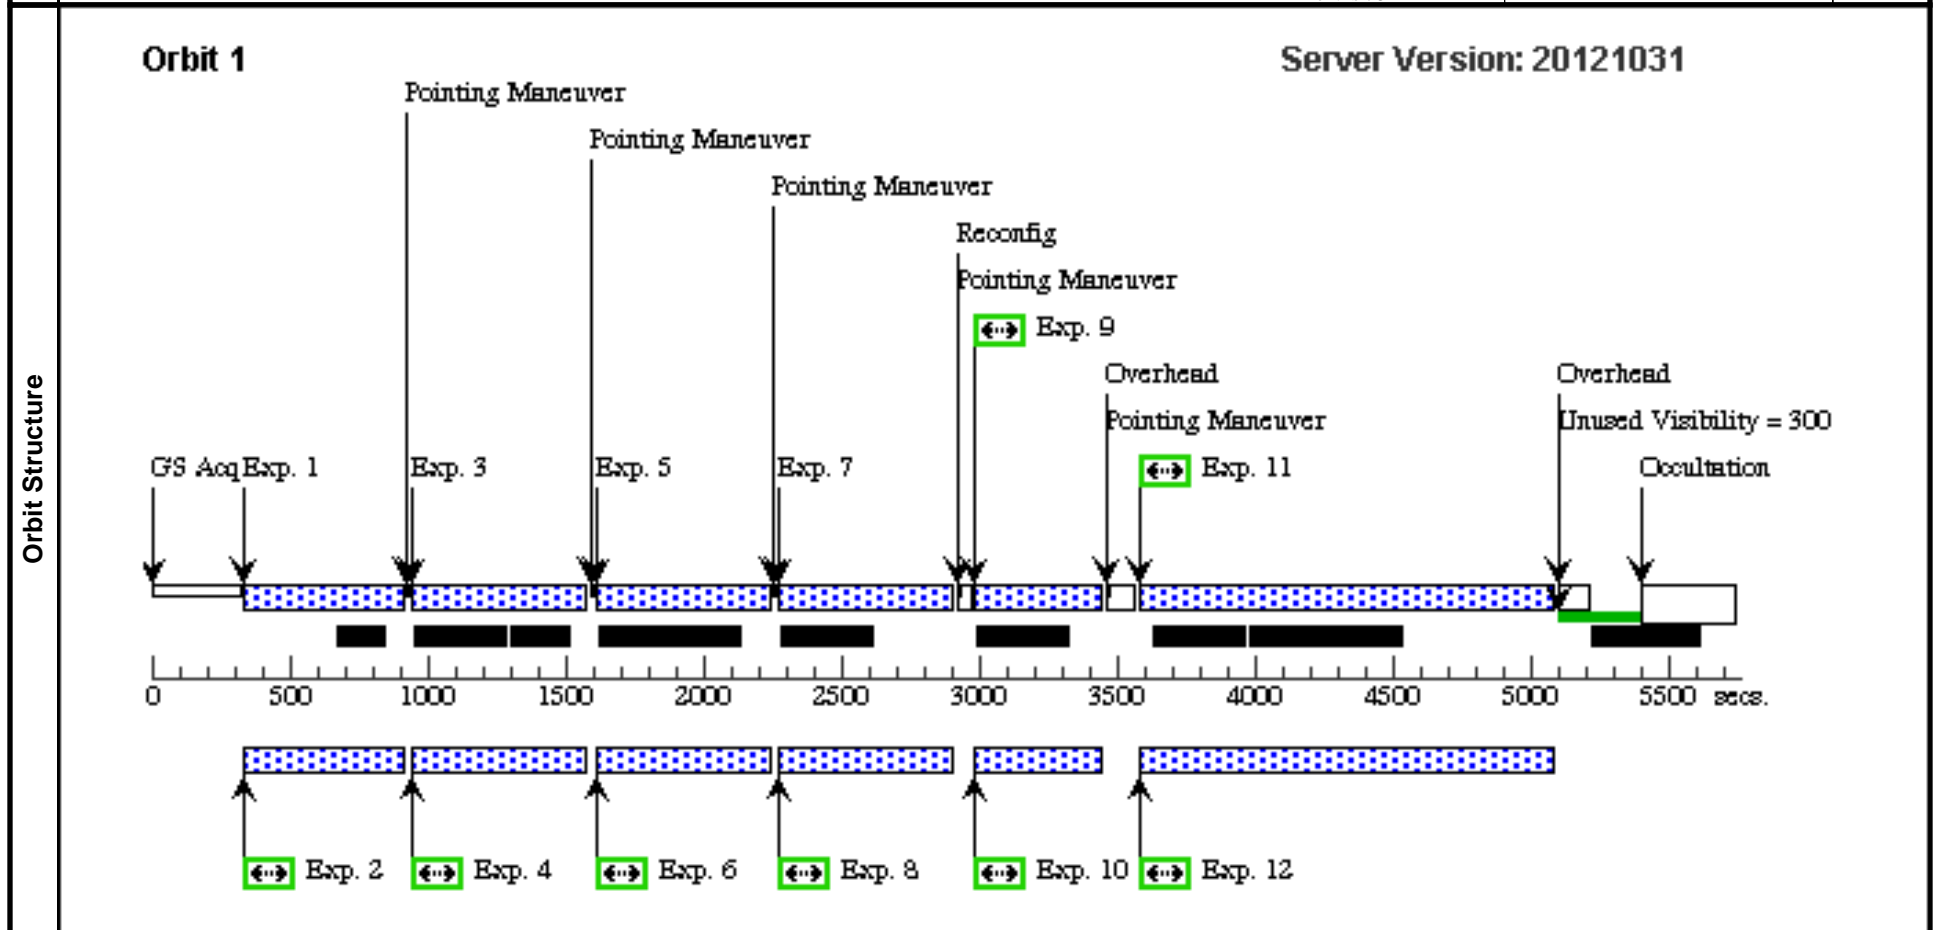 Orbit 1
Server Version: 20121031
Pointing Maneuver
Pointing Maneuver
Pointing Maneuver
Reconfig
Pointing Maneuver
Exp. 9
Overhead
Overhead
Pointing Maneuver
Unused Visibility = 300
GS Acq
Exp. 1
Exp. 3
Exp. 5
Exp. 7
Exp. 11
Occultation
Orbit Structure
0 500 1000 1500 2000 2500 3000 3500 4000 4500 5000 5500 secs.
Exp. 2
Exp. 4
Exp. 6
Exp. 8
Exp. 10
Exp. 12